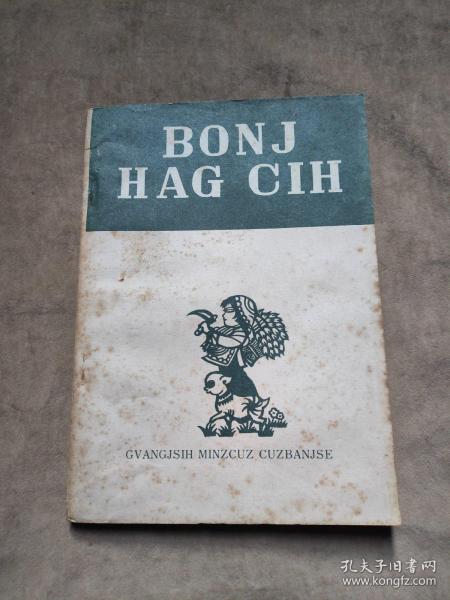 BONJ
HAG CIH
GVANGJSIH MINZCUZ CUZBANJSE
孔夫子旧书网
www.kongfz.com